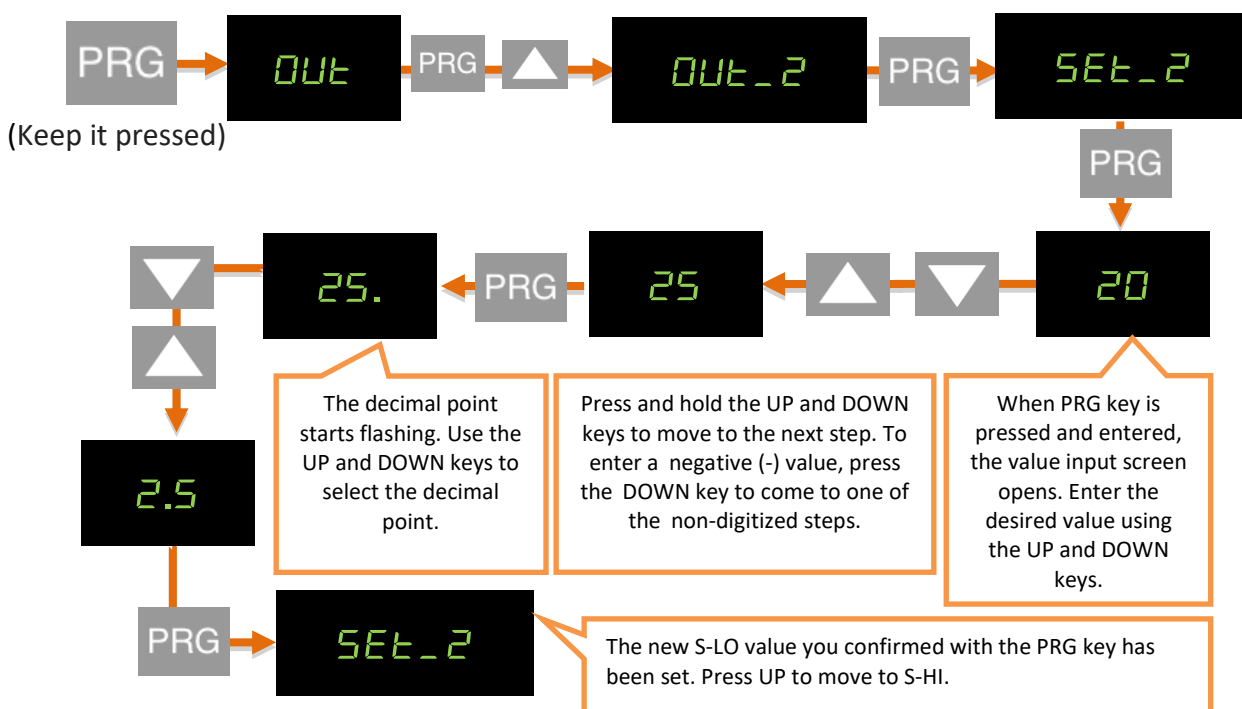 PRG
OUt
PRG
OUt_2
PRG
SEt_2
(Keep it pressed)
PRG
25.
PRG
25
20
The decimal point
starts flashing. Use the
UP and DOWN keys to
select the decimal
point.
Press and hold the UP and DOWN
keys to move to the next step. To
enter a negative (-) value, press
the DOWN key to come to one of
the non-digitized steps.
When PRG key is
pressed and entered,
the value input screen
opens. Enter the
desired value using
the UP and DOWN
keys.
2.5
PRG
SEt_2
The new S-LO value you confirmed with the PRG key has
been set. Press UP to move to S-HI.